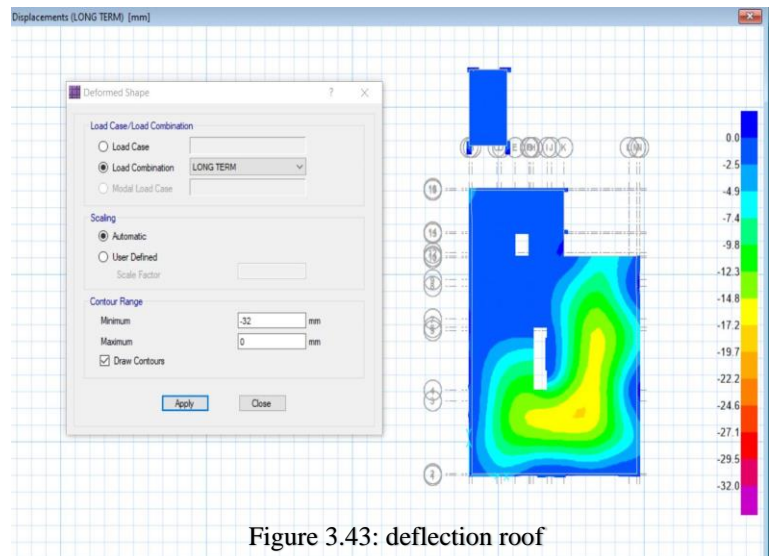 Displacements (LONG TERM) [mm]
Deformed Shape
? X
Load Case/Load Combination
Load Case
Load Combination LONG TERM
Modal Load Case
Scaling
Automatic
User Defined
Scale Factor
Contour Range
Minimum -32 mm
Maximum 0 mm
Draw Contours
Apply Close
E I J K
0.0
-2.5
-4.9
-7.4
-9.8
-12.3
-14.8
-17.2
-19.7
-22.2
-24.6
-27.1
-29.5
-32.0
Figure 3.43: deflection roof